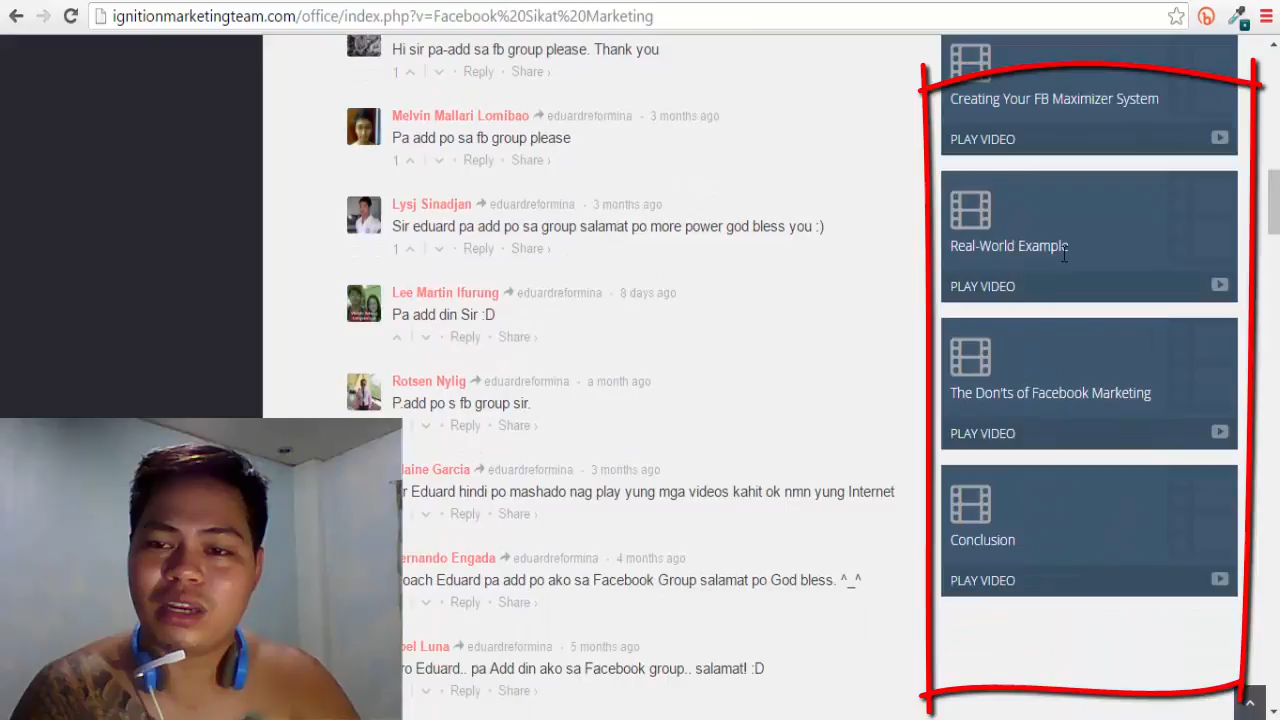 ignitionmarketingteam.com/office/index.php?v=Facebook%20Sikat%20Marketing
Hi sir pa-add sa fb group please. Thank you
1 Reply Share ›
Melvin Mallari Lomibao eduardreformina • 3 months ago
Pa add po sa fb group please
1 • Reply • Share ›
Lysj Sinadjan eduardreformina • 3 months ago
Sir eduard pa add po sa group salamat po more power god bless you :)
1 • Reply • Share ›
Lee Martin Ifurung eduardreformina • 8 days ago
Pa add din Sir :D
• Reply • Share ›
Rotsen Nylig eduardreformina • a month ago
P.add po s fb group sir.
• Reply • Share ›
laine Garcia eduardreformina • 3 months ago
r Eduard hindi po mashado nag play yung mga videos kahit ok nmn yung Internet
• Reply • Share ›
ernando Engada eduardreformina • 4 months ago
oach Eduard pa add po ako sa Facebook Group salamat po God bless. ^_^
• Reply • Share ›
el Luna eduardreformina • 5 months ago
ro Eduard.. pa Add din ako sa Facebook group.. salamat! :D
• Reply • Share ›
Creating Your FB Maximizer System
PLAY VIDEO
Real-World Example
PLAY VIDEO
The Don'ts of Facebook Marketing
PLAY VIDEO
Conclusion
PLAY VIDEO